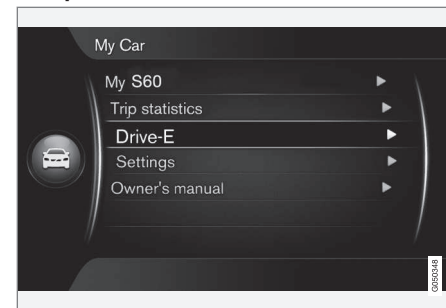 My Car
My S60
Trip statistics
Drive-E
Settings
Owner's manual
G050348